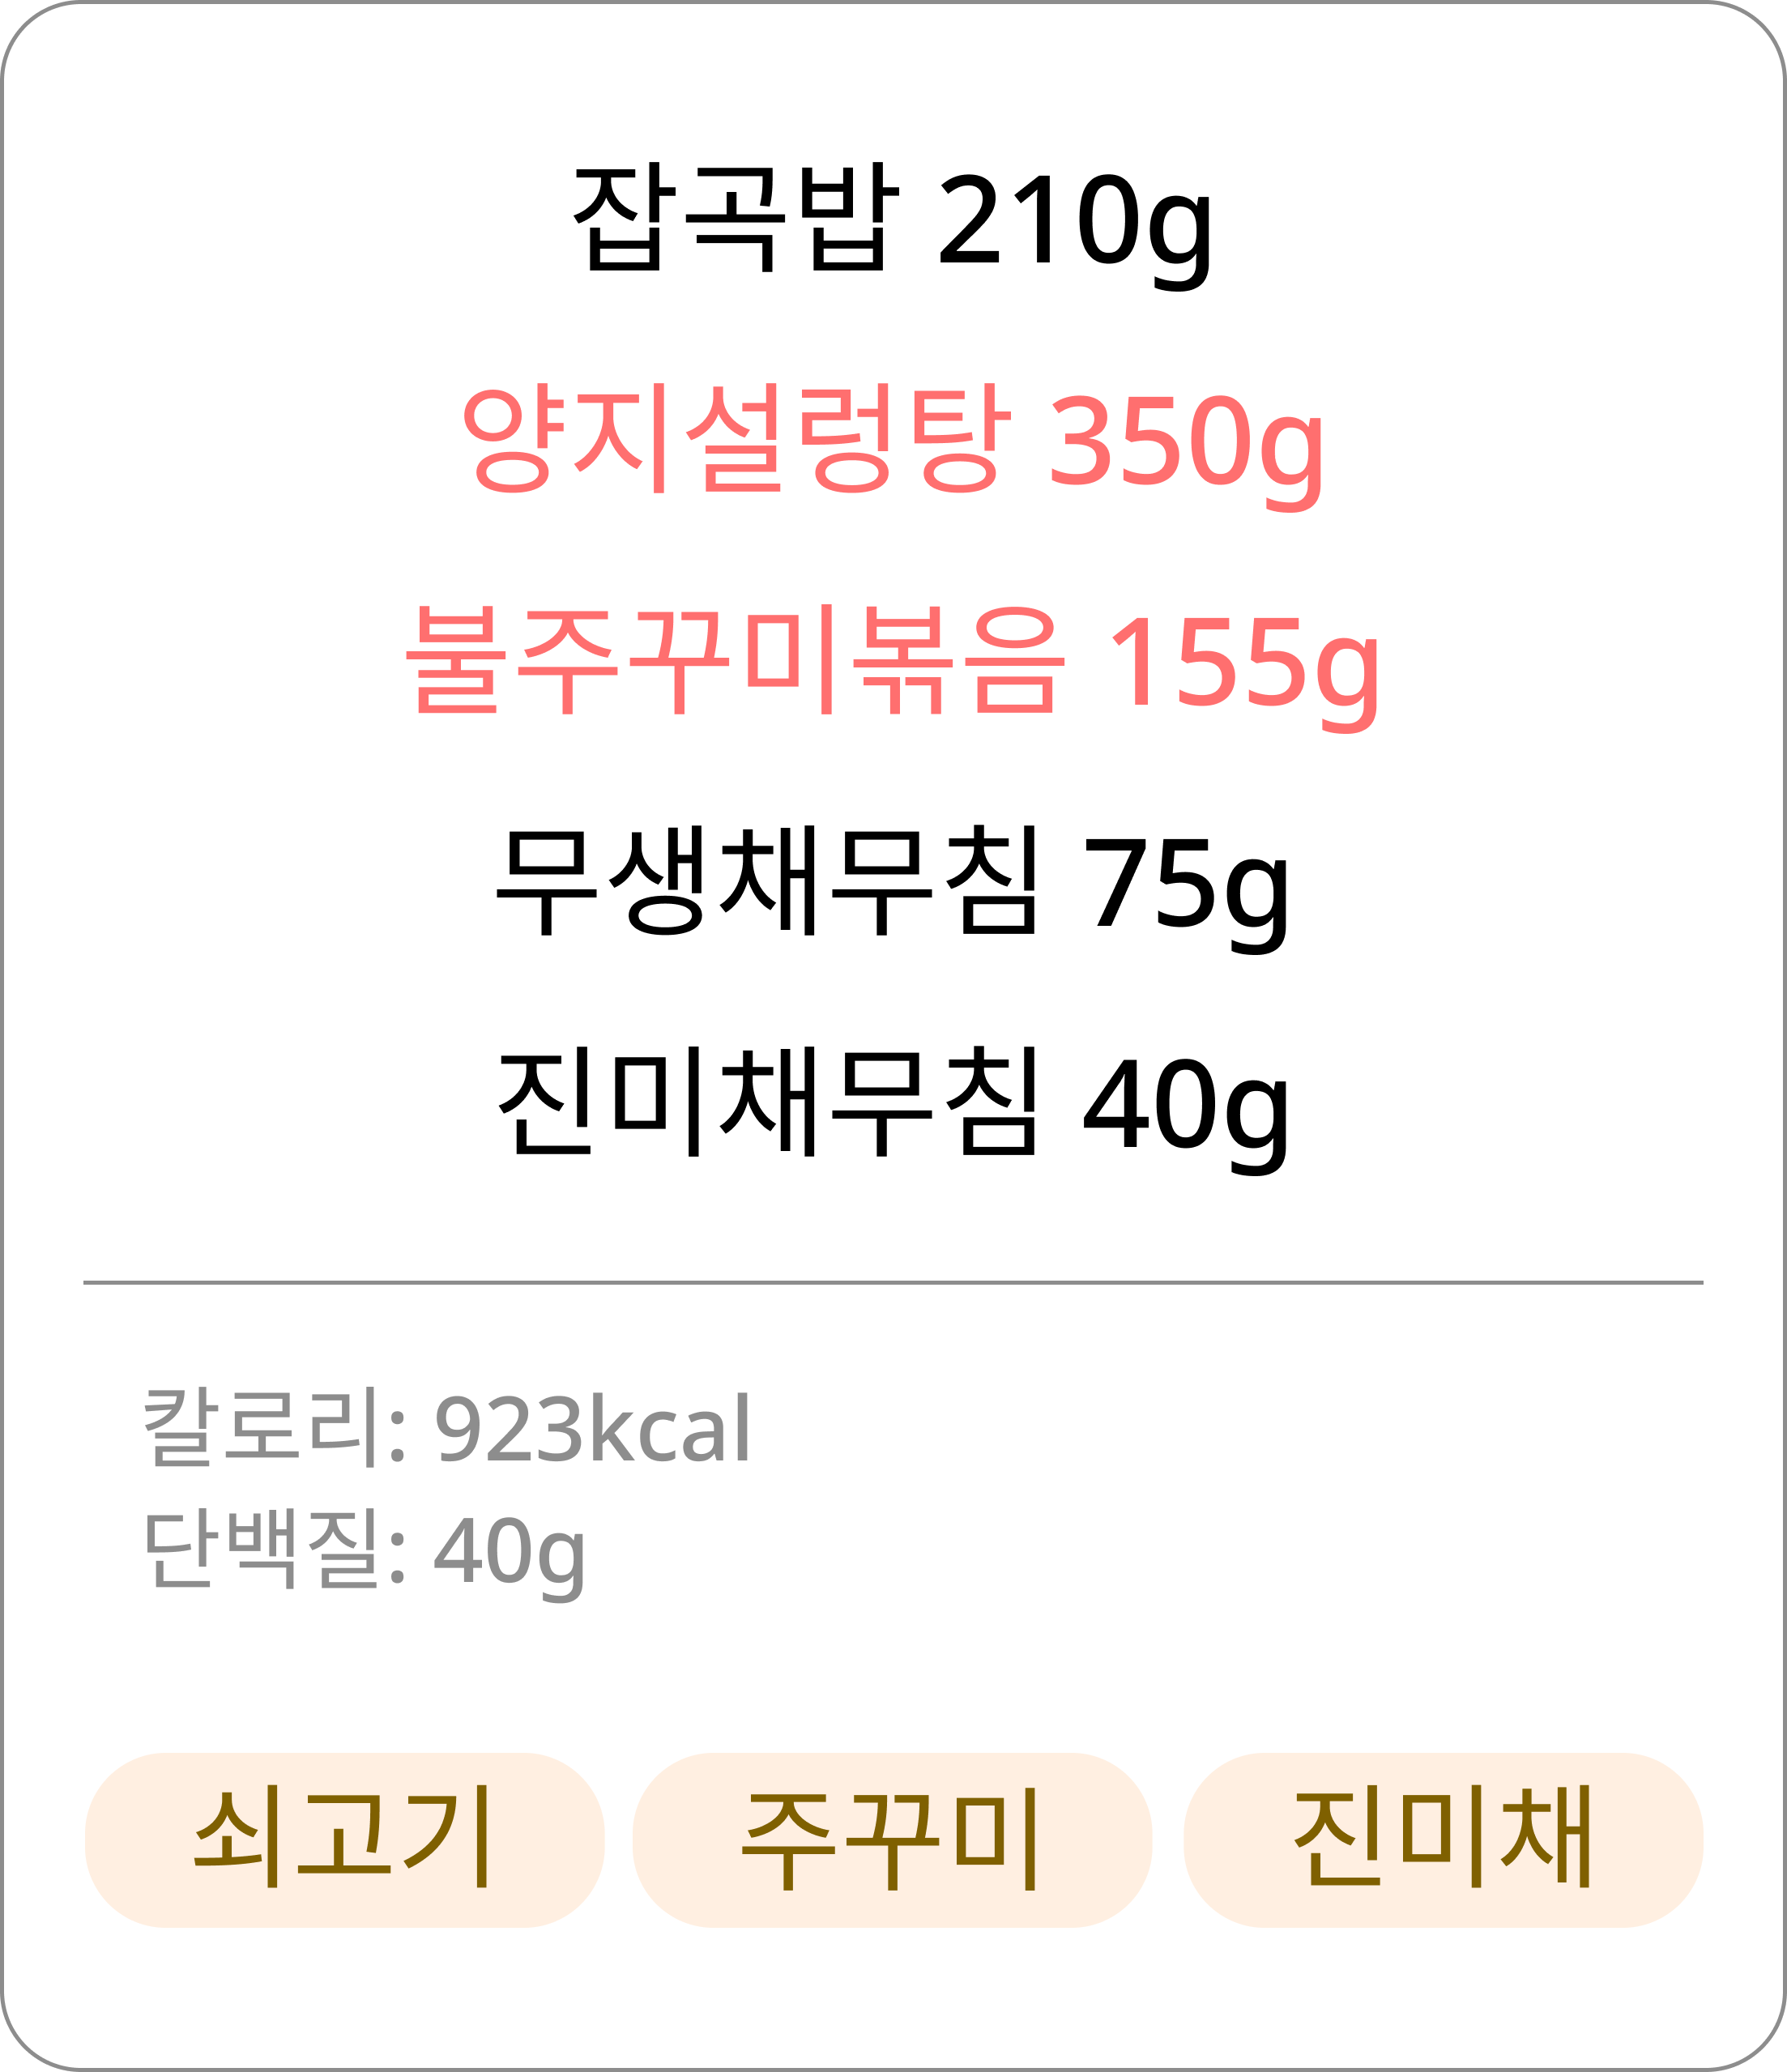 잡곡밥 210g
양지설렁탕 350g
불주꾸미볶음 155g
무생채무침 75g
진미채무침 40g
칼로리: 923kcal
단백질: 40g
쇠고기 주꾸미 진미채